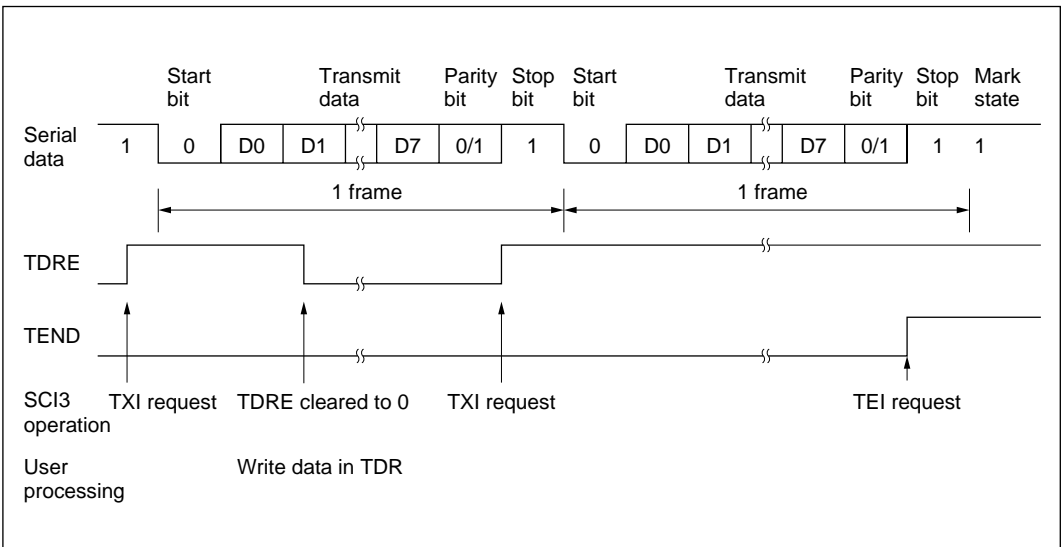 Start bit Transmit data Parity bit Stop bit Start bit Transmit data Parity bit Stop bit Mark state
Serial data 1 0 D0 D1 D7 0/1 1 0 D0 D1 D7 0/1 1 1
1 frame 1 frame
TDRE
TEND
SCI3 operation TXI request TDRE cleared to 0 TXI request TEI request
User processing Write data in TDR